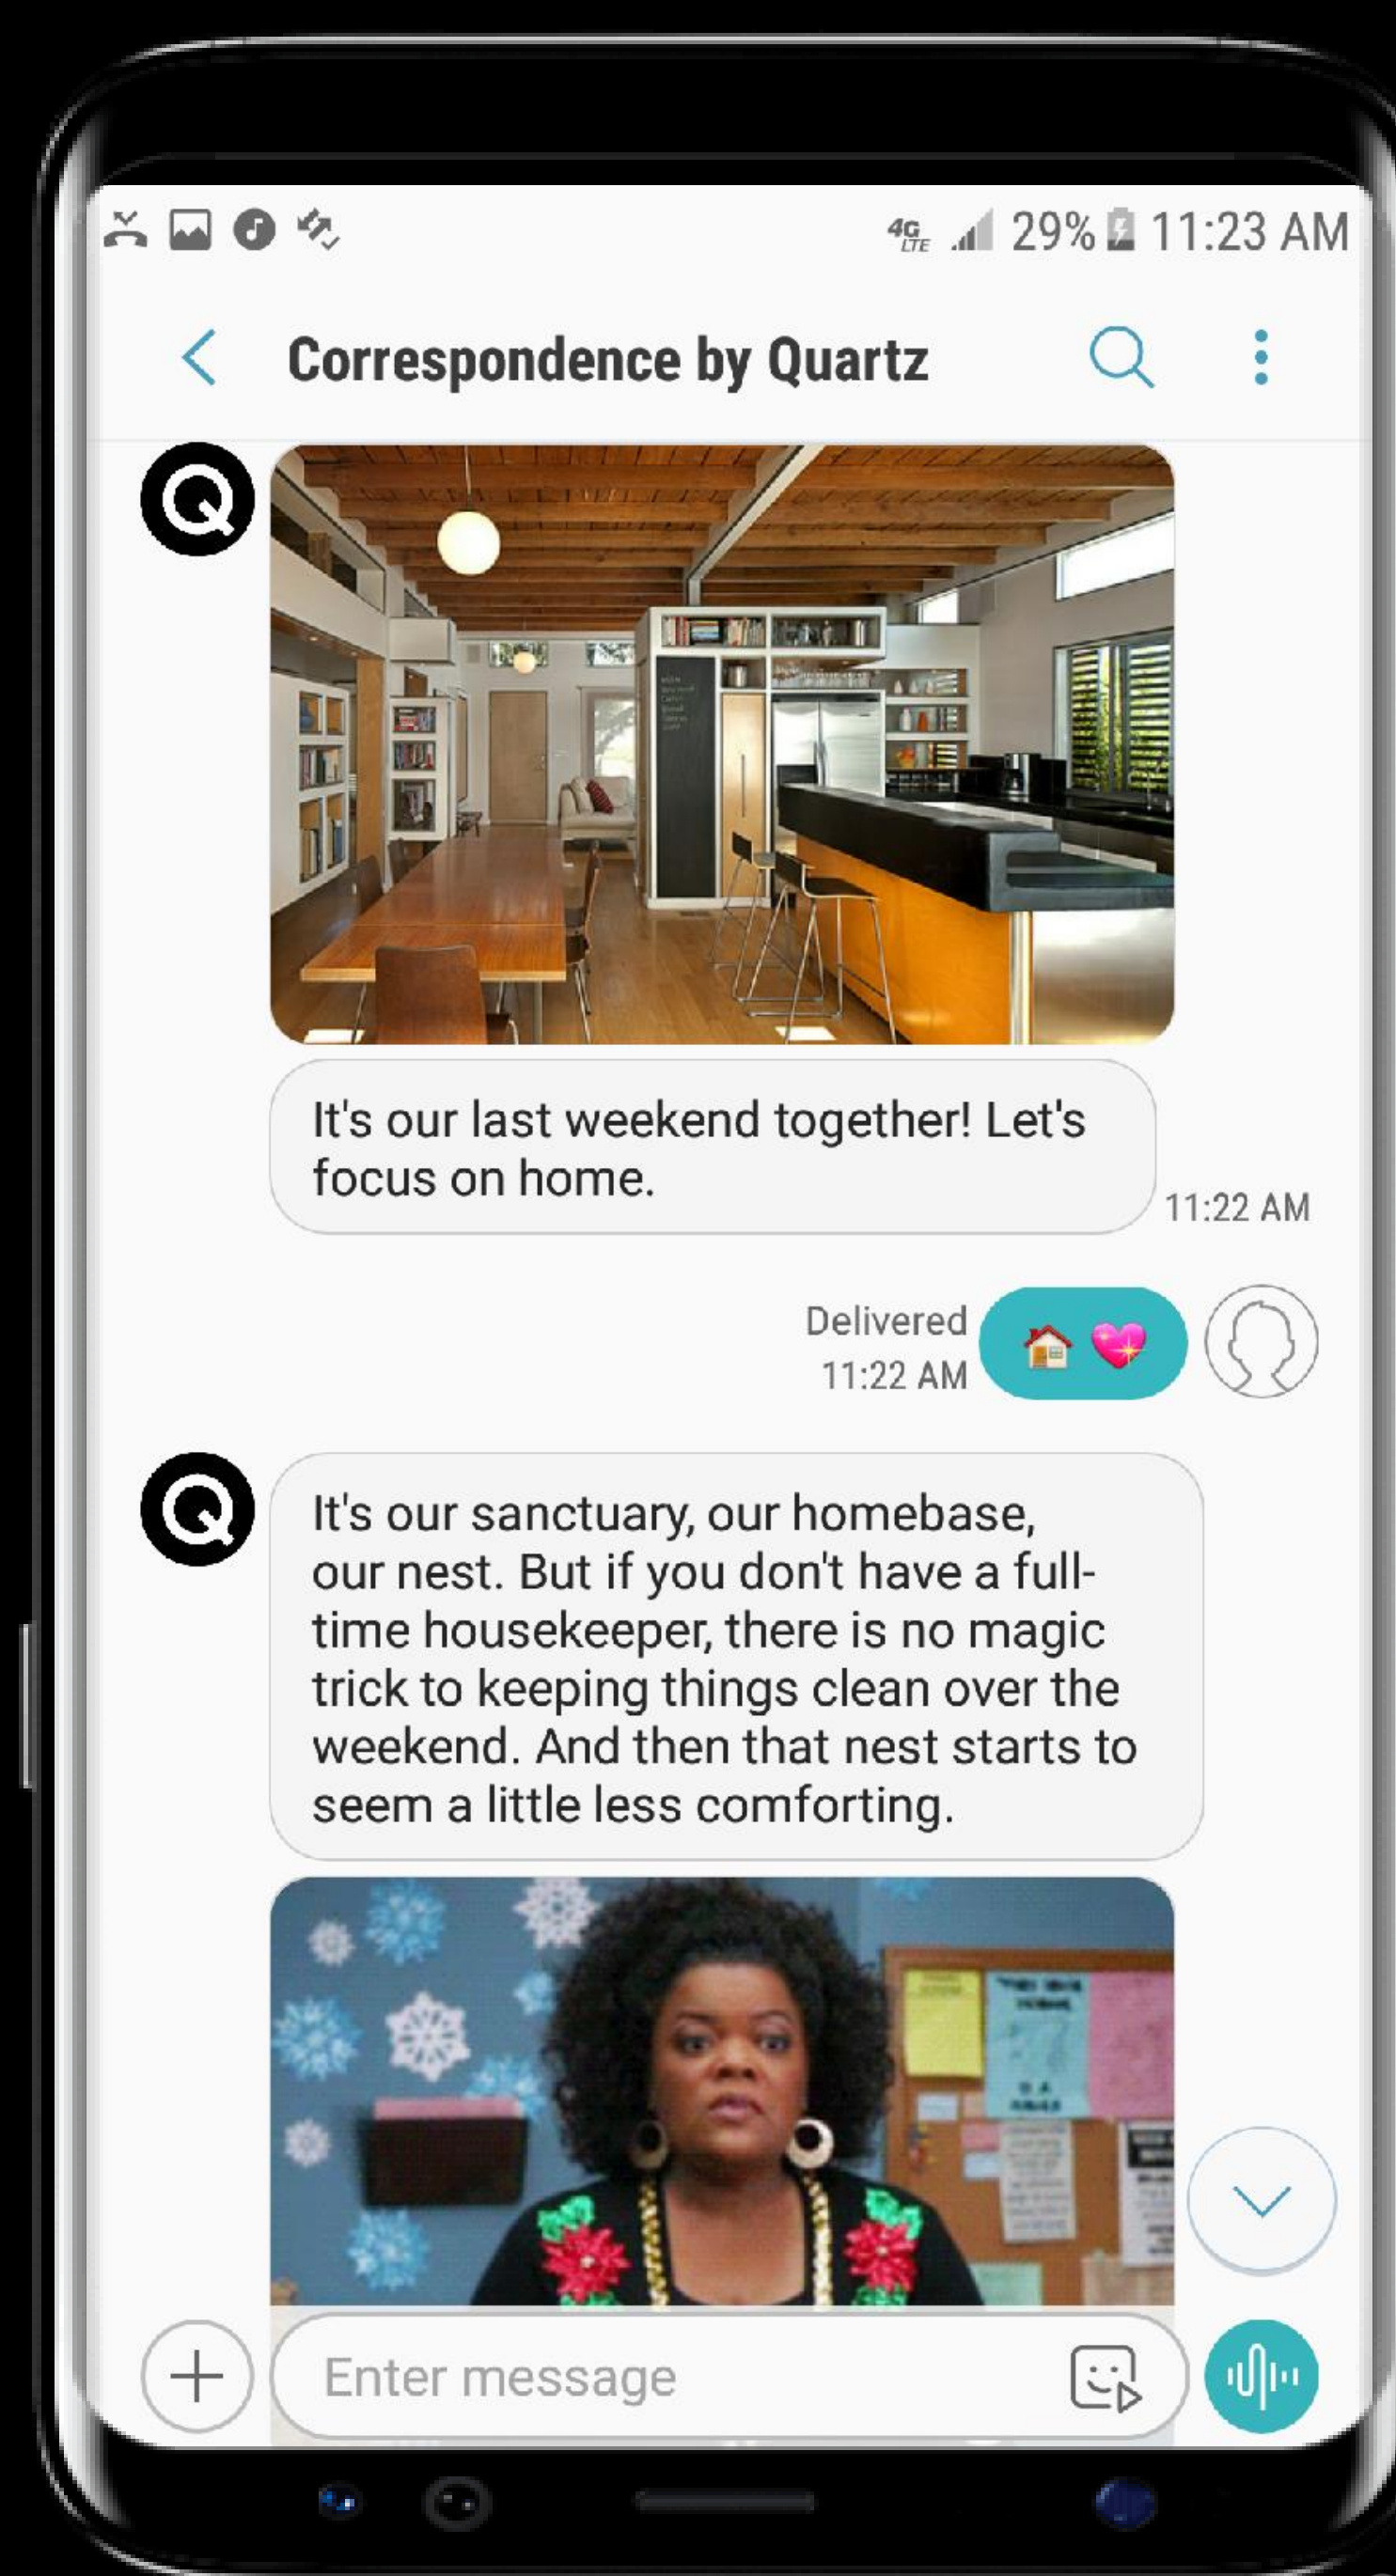 4G LTE 29% 11:23 AM
Correspondence by Quartz
Q
It's our last weekend together! Let's
focus on home.
11:22 AM
Delivered
11:22 AM
Q
It's our sanctuary, our homebase,
our nest. But if you don't have a full-
time housekeeper, there is no magic
trick to keeping things clean over the
weekend. And then that nest starts to
seem a little less comforting.
Enter message